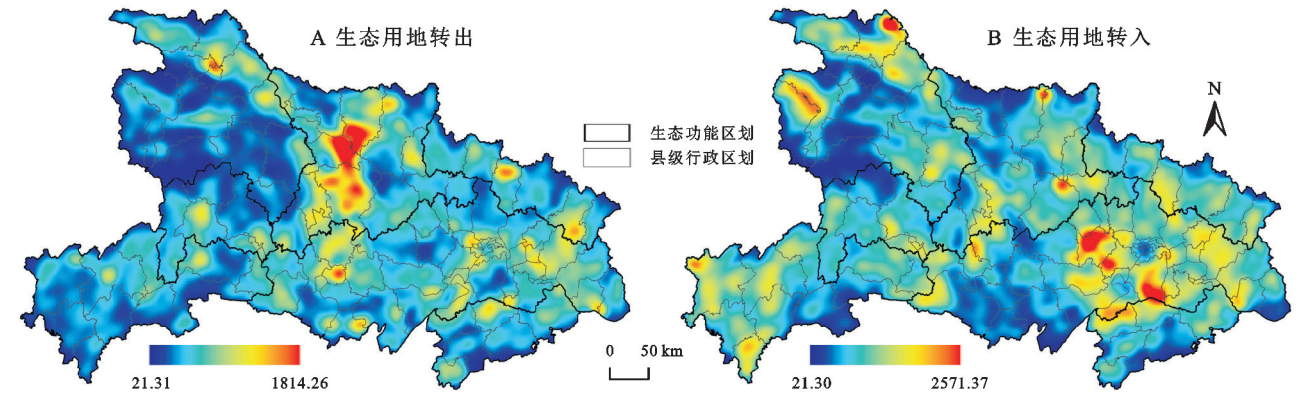 A 生态用地转出
B 生态用地转入
N
生态功能区划
县级行政区划
21.31
1814.26
0 50 km
21.30
2571.37